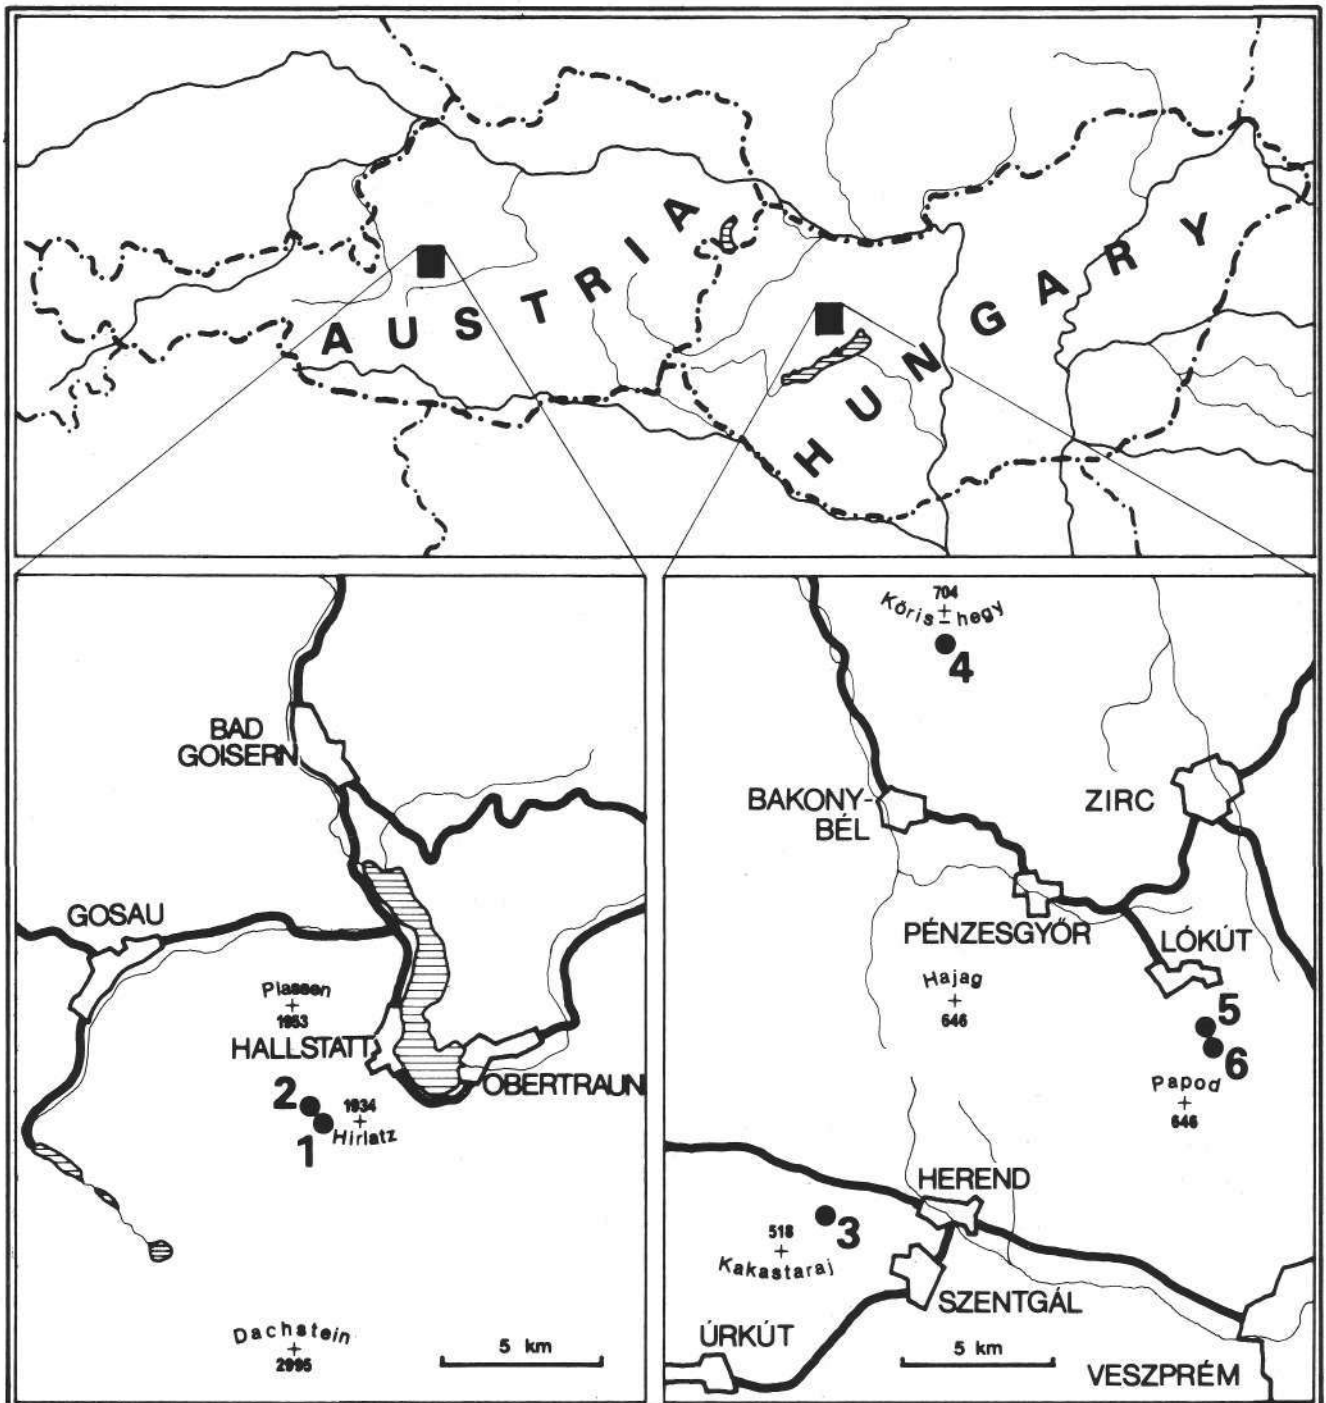 AUSTRIA
HUNGARY
BAD
GOISERN
GOSAU
Plassen
1953
HALLSTATT
OBERTRAUN
2
1
1934
Hirlatz
Dachstein
2995
5 km
704
Kőris-hegy
4
BAKONY-
BÉL
ZIRC
PÉNZESGYŐR
LÓKÚT
Hajag
646
5
6
Papod
646
HEREND
3
518
Kakastaraj
SZENTGÁL
ÚRKÚT
5 km
VESZPRÉM